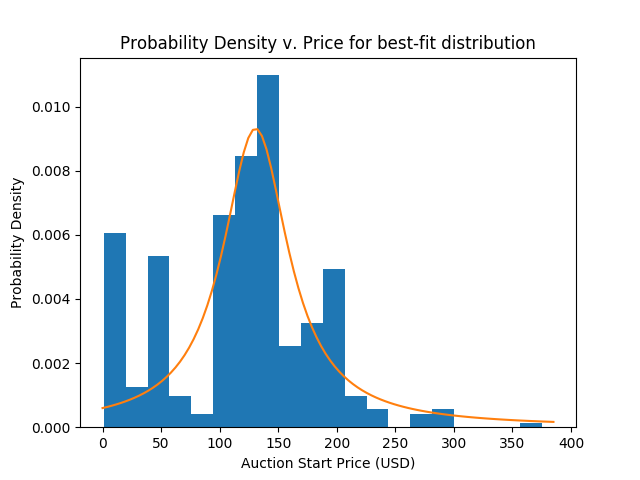 Probability Density v. Price for best-fit distribution
0.010
0.008
0.006
0.004
0.002
0.000
Probability Density
0 50 100 150 200 250 300 350 400
Auction Start Price (USD)